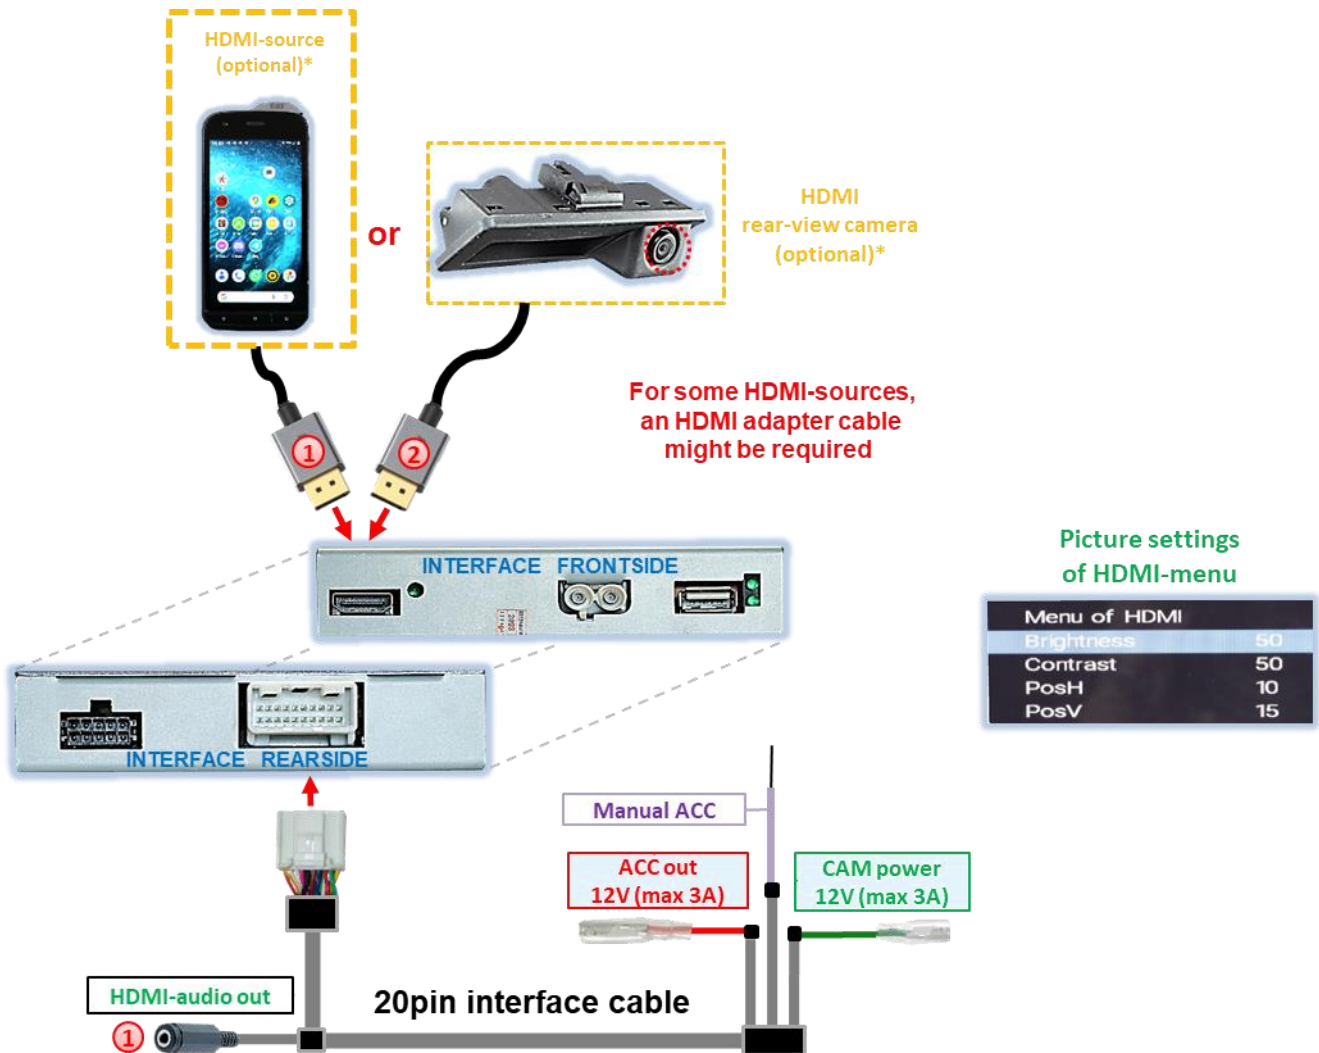 HDMI-source
(optional)*
or
HDMI
rear-view camera
(optional)*
For some HDMI-sources,
an HDMI adapter cable
might be required
1
2
INTERFACE FRONTSIDE
Picture settings
of HDMI-menu
Menu of HDMI
Brightness 50
Contrast 50
PosH 10
PosV 15
INTERFACE REARSIDE
Manual ACC
ACC out
12V (max 3A)
CAM power
12V (max 3A)
HDMI-audio out
20pin interface cable
1